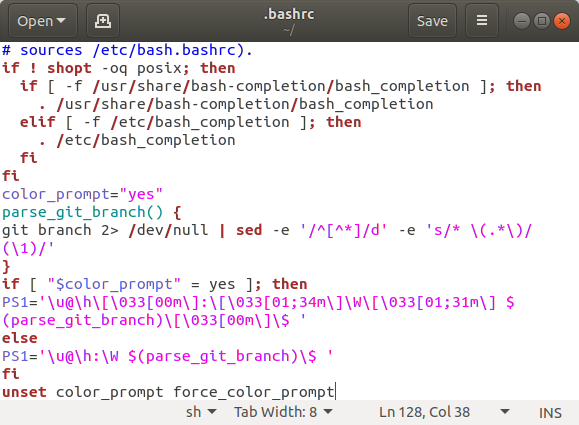 Open
.bashrc
~/
Save
# sources /etc/bash.bashrc).
if ! shopt -oq posix; then
  if [ -f /usr/share/bash-completion/bash_completion ]; then
    . /usr/share/bash-completion/bash_completion
  elif [ -f /etc/bash_completion ]; then
    . /etc/bash_completion
  fi
fi
color_prompt="yes"
parse_git_branch() {
git branch 2> /dev/null | sed -e '/^[^*]/d' -e 's/* \(.*\)/
(\1)/'
}
if [ "$color_prompt" = yes ]; then
PS1='\u@\h\[\033[00m\]:\[\033[01;34m\]\W\[\033[01;31m\] $
(parse_git_branch)\[\033[00m\]\$ '
else
PS1='\u@\h:\W $(parse_git_branch)\$ '
fi
unset color_prompt force_color_prompt
sh Tab Width: 8 Ln 128, Col 38 INS